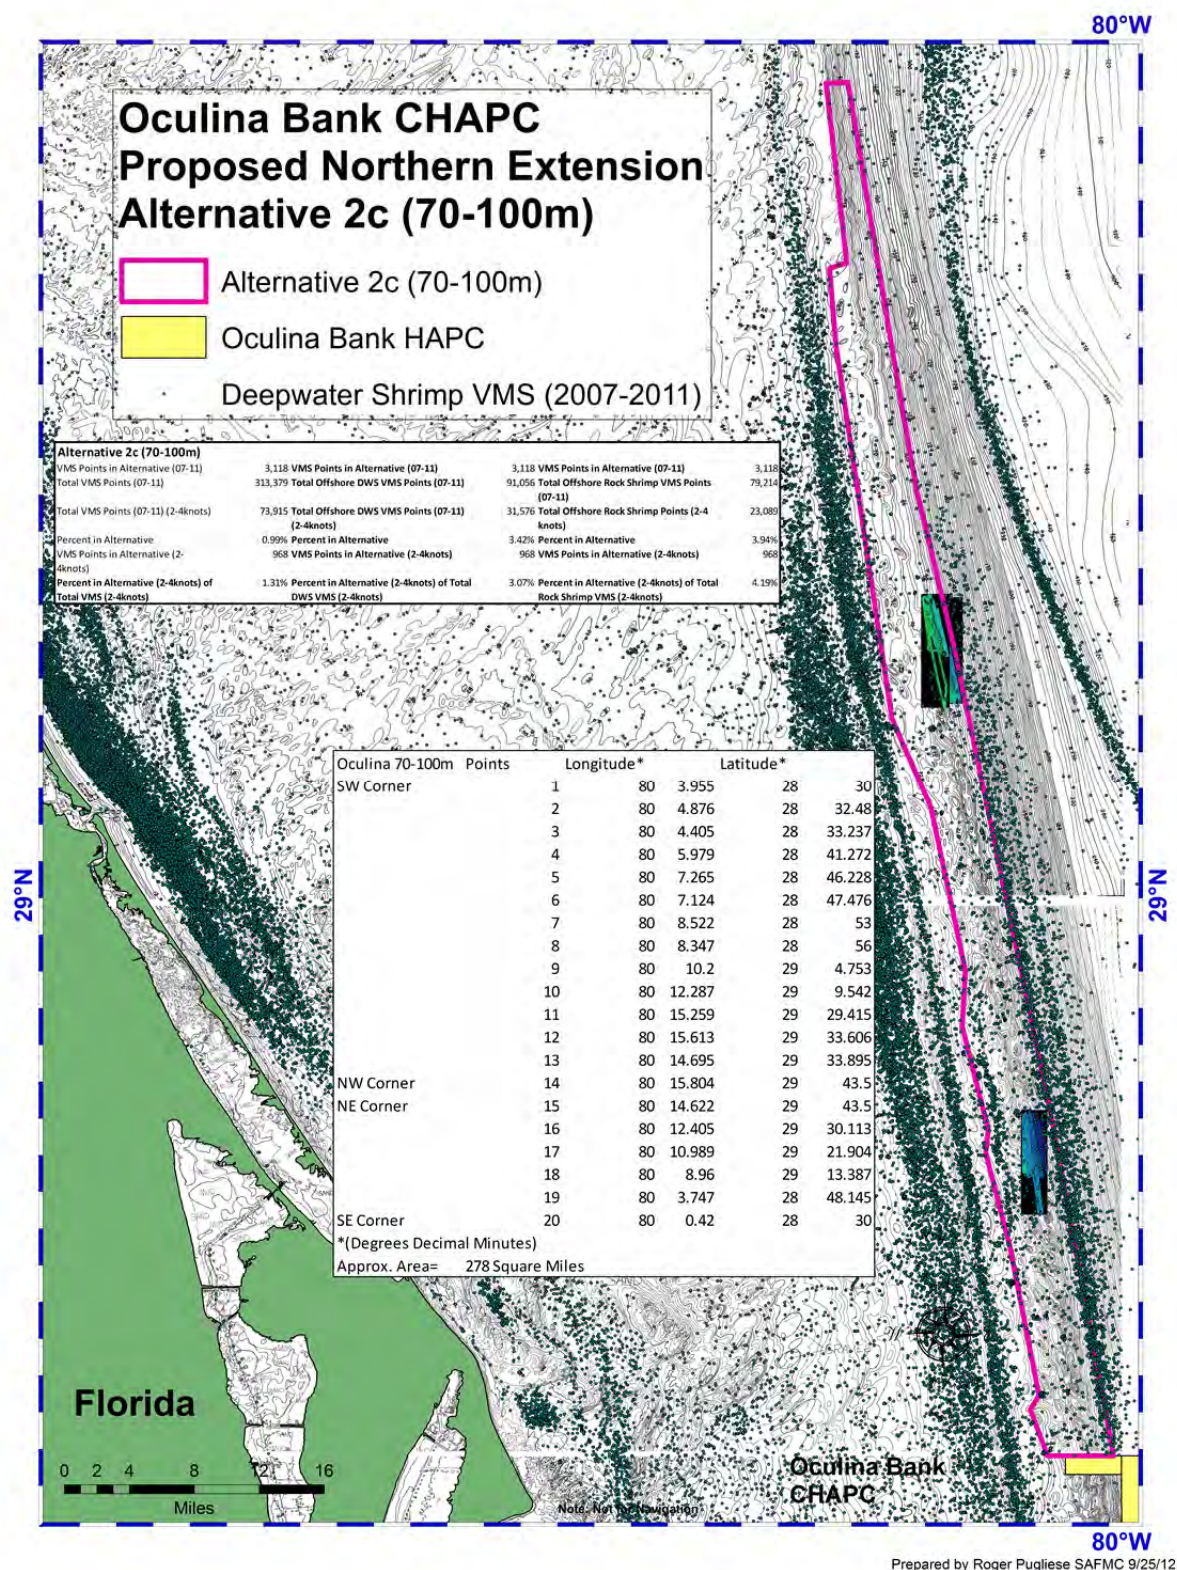 80°W
Oculina Bank CHAPC
Proposed Northern Extension
Alternative 2c (70-100m)
Alternative 2c (70-100m)
Oculina Bank HAPC
Deepwater Shrimp VMS (2007-2011)
Alternative 2c (70-100m)
VMS Points in Alternative (07-11) 3,118 VMS Points in Alternative (07-11) 3,118 VMS Points in Alternative (07-11) 3,118
Total VMS Points (07-11) 313,379 Total Offshore DWS VMS Points (07-11) 91,056 Total Offshore Rock Shrimp VMS Points 79,214
(07-11)
Total VMS Points (07-11) (2-4knots) 73,915 Total Offshore DWS VMS Points (07-11) 31,576 Total Offshore Rock Shrimp Points (2-4 23,089
(2-4knots) knots)
Percent in Alternative 0.99% Percent in Alternative 3.42% Percent in Alternative 3.94%
VMS Points in Alternative (2- 968 VMS Points in Alternative (2-4knots) 968 VMS Points in Alternative (2-4knots) 968
4knots)
Percent in Alternative (2-4knots) of 1.31% Percent in Alternative (2-4knots) of Total 3.07% Percent in Alternative (2-4knots) of Total 4.19%
Total VMS (2-4knots) DWS VMS (2-4knots) Rock Shrimp VMS (2-4knots)
Oculina 70-100m Points Longitude* Latitude*
SW Corner 1 80 3.955 28 30
2 80 4.876 28 32.48
3 80 4.405 28 33.237
4 80 5.979 28 41.272
5 80 7.265 28 46.228
6 80 7.124 28 47.476
7 80 8.522 28 53
8 80 8.347 28 56
9 80 10.2 29 4.753
10 80 12.287 29 9.542
11 80 15.259 29 29.415
12 80 15.613 29 33.606
13 80 14.695 29 33.895
NW Corner 14 80 15.804 29 43.5
NE Corner 15 80 14.622 29 43.5
16 80 12.405 29 30.113
17 80 10.989 29 21.904
18 80 8.96 29 13.387
19 80 3.747 28 48.145
SE Corner 20 80 0.42 28 30
*(Degrees Decimal Minutes)
Approx. Area= 278 Square Miles
29°N
29°N
Florida
0 2 4 8 12 16
Miles
Oculina Bank
CHAPC
Note: Not for Navigation
80°W
Prepared by Roger Pugliese SAFMC 9/25/12